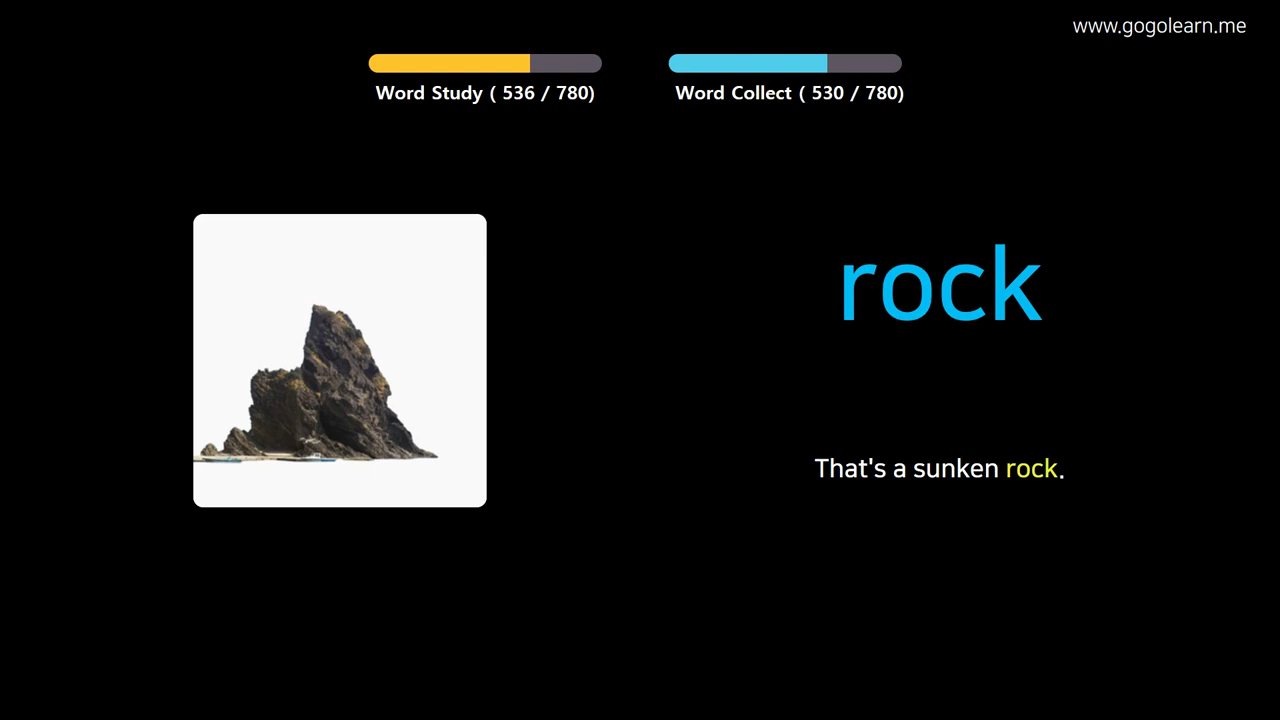 www.gogolearn.me
Word Study ( 536 / 780)
Word Collect ( 530 / 780)
rock
That's a sunken rock.